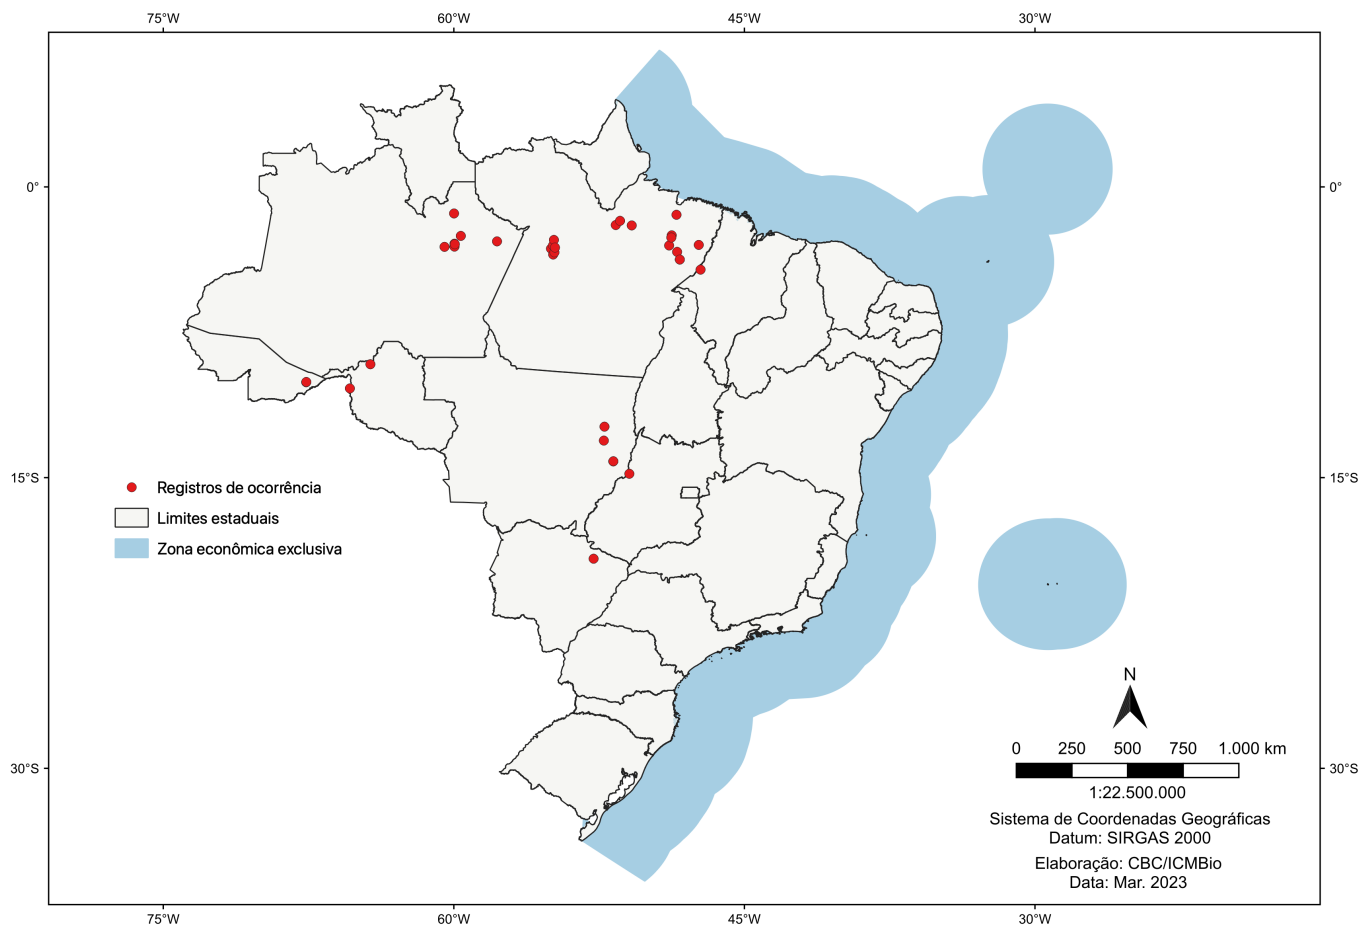 75°W 60°W 45°W 30°W
0° 0°
15°S 15°S
Registros de ocorrência
Limites estaduais
Zona econômica exclusiva
N
0 250 500 750 1.000 km
30°S 30°S
1:22.500.000
Sistema de Coordenadas Geográficas
Datum: SIRGAS 2000
Elaboração: CBC/ICMBio
Data: Mar. 2023
75°W 60°W 45°W 30°W